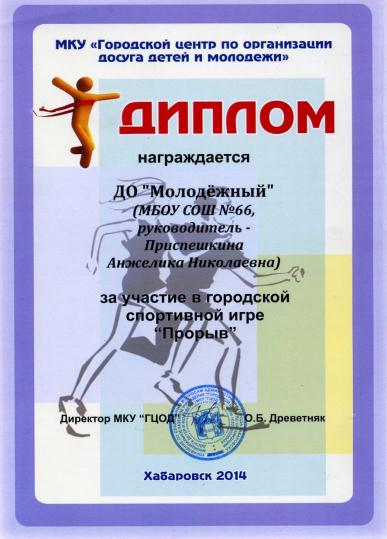 МКУ «Городской центр по организации
досуга детей и молодежи»
ДИПЛОМ
награждается
ДО "Молодёжный"
(МБОУ СОШ №66,
руководитель -
Приспешкина
Анжелика Николаевна)
за участие в городской
спортивной игре
“Прорыв”
Директор МКУ “ГЦОД” О.Б. Древетняк
Хабаровск 2014